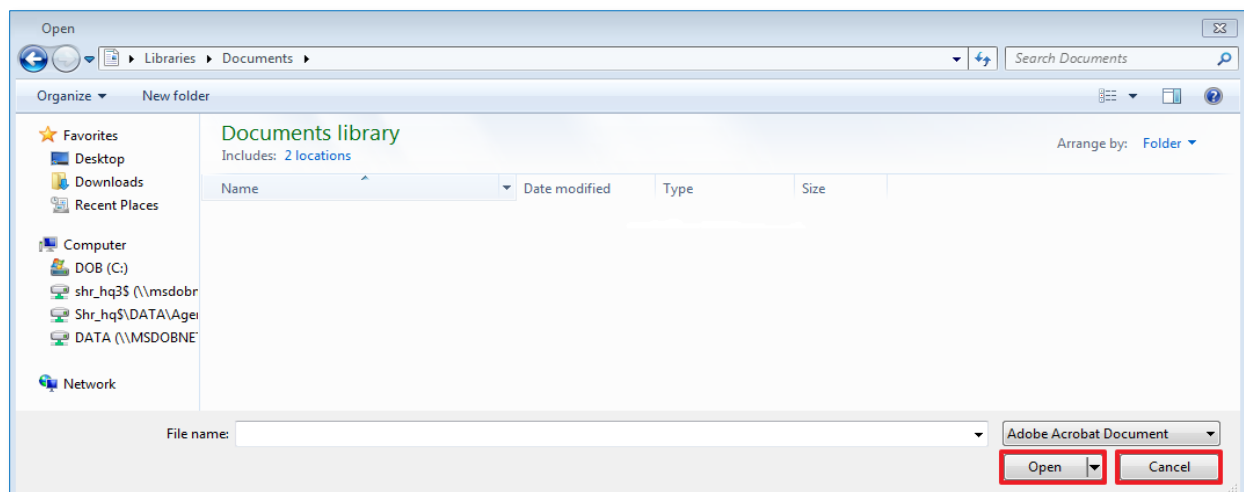 Open
Libraries Documents
Search Documents
Organize New folder
Favorites
Desktop
Downloads
Recent Places
Computer
DOB (C:)
shr_hq3$ (\\msdobr
Shr_hq$\DATA\Agei
DATA (\\MSDOBNE
Network
Documents library
Includes: 2 locations
Arrange by: Folder
Name Date modified Type Size
File name:
Adobe Acrobat Document
Open Cancel